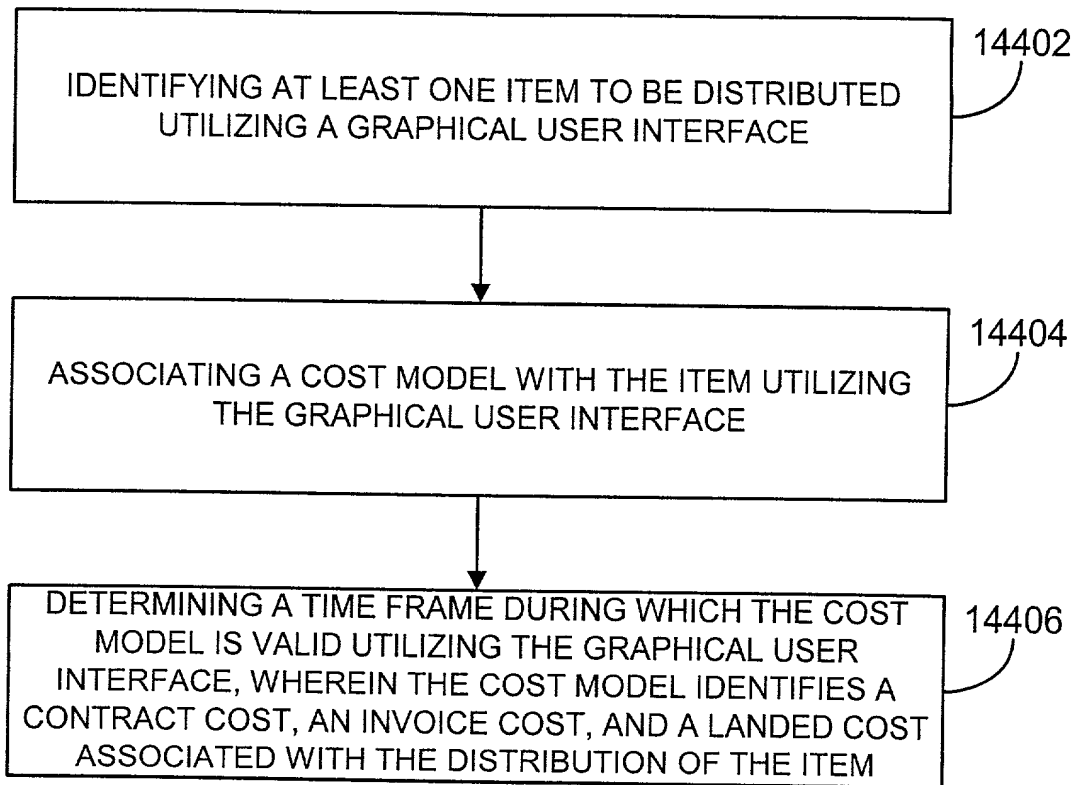 14402
IDENTIFYING AT LEAST ONE ITEM TO BE DISTRIBUTED
UTILIZING A GRAPHICAL USER INTERFACE
14404
ASSOCIATING A COST MODEL WITH THE ITEM UTILIZING
THE GRAPHICAL USER INTERFACE
14406
DETERMINING A TIME FRAME DURING WHICH THE COST
MODEL IS VALID UTILIZING THE GRAPHICAL USER
INTERFACE, WHEREIN THE COST MODEL IDENTIFIES A
CONTRACT COST, AN INVOICE COST, AND A LANDED COST
ASSOCIATED WITH THE DISTRIBUTION OF THE ITEM